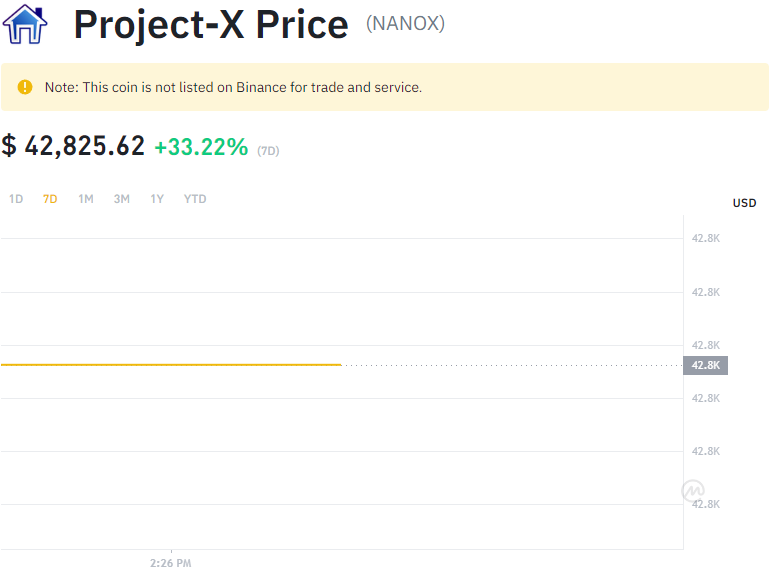 Project-X Price (NANOX)
Note: This coin is not listed on Binance for trade and service.
$ 42,825.62 +33.22% (7D)
1D 7D 1M 3M 1Y YTD
USD
42.8K
42.8K
42.8K
42.8K
42.8K
42.8K
42.8K
2:26 PM